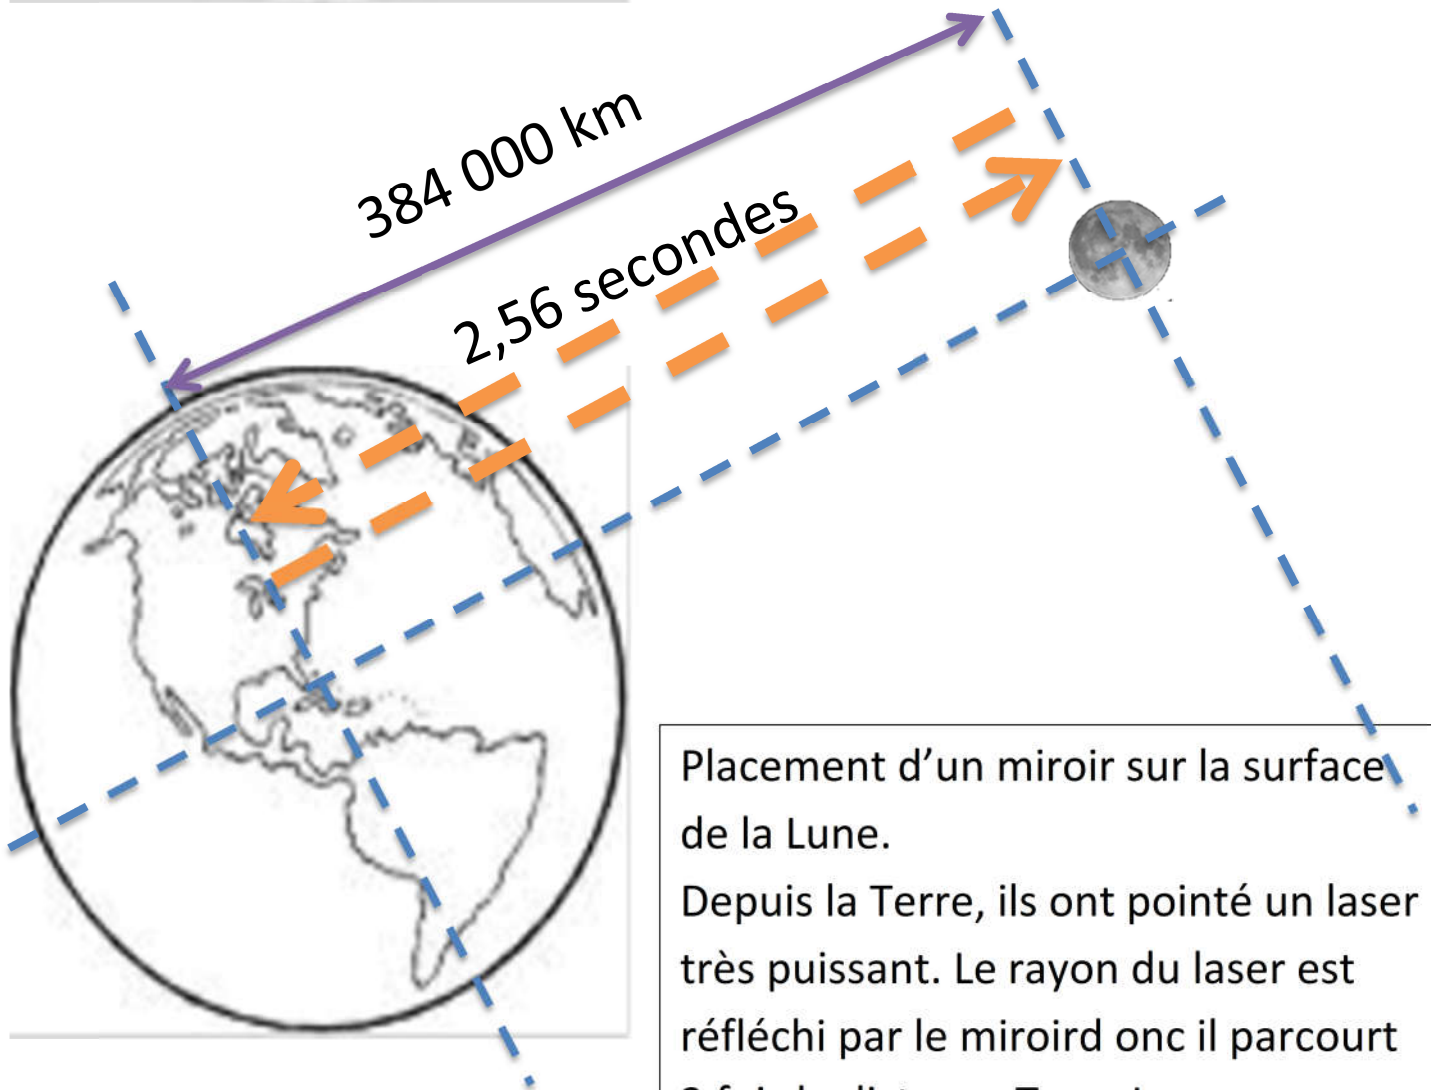 384 000 km
2,56 secondes
Placement d’un miroir sur la surface
de la Lune.
Depuis la Terre, ils ont pointé un laser
très puissant. Le rayon du laser est
réfléchi par le miroird onc il parcourt